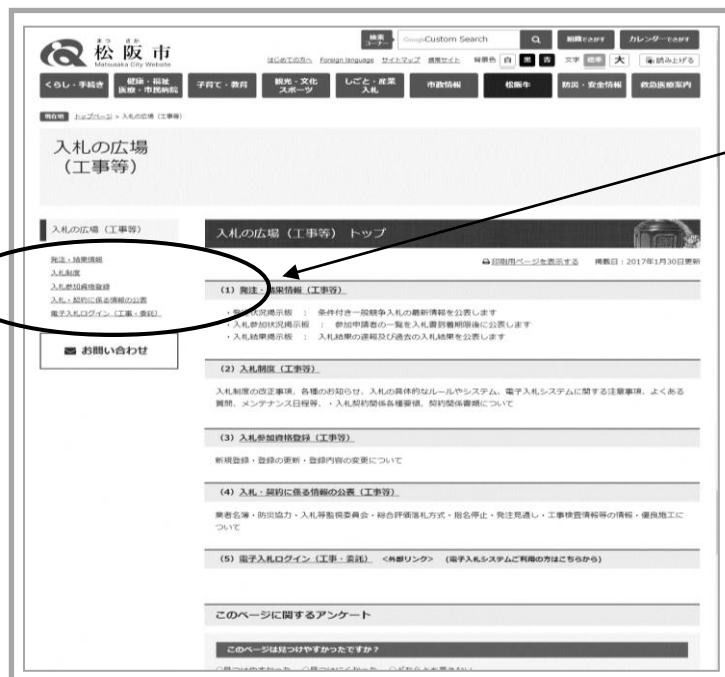 まつ さか
松阪市
Matsusaka City Website
検索コーナー
Custom Search
組織でさがす
カレンダーでさがす
はじめての方へ Foreign language サイトマップ 携帯サイト 背景色 白 黒 青 文字 標準 大 読み上げる
くらし・手続き
健康・福祉
医療・市民病院
子育て・教育
観光・文化
スポーツ
しごと・産業
入札
市政情報
松阪牛
防災・安全情報
救急医療案内
現在地 トップページ > 入札の広場(工事等)
入札の広場
(工事等)
入札の広場(工事等)
発注・結果情報
入札制度
入札参加資格登録
入札・契約に係る情報の公表
電子入札ログイン(工事・委託)
お問い合わせ
入札の広場(工事等) トップ
印刷用ページを表示する 掲載日:2017年1月30日更新
(1) 発注・結果情報(工事等)
・発注状況掲示板 : 条件付き一般競争入札の最新情報を公表します
・入札参加状況掲示板 : 参加申請者の一覧を入札書到着期限後に公表します
・入札結果掲示板 : 入札結果の速報及び過去の入札結果を公表します
(2) 入札制度(工事等)
入札制度の改正事項、各種のお知らせ、入札の具体的なルールやシステム、電子入札システムに関する注意事項、よくある
質問、メンテナンス日程等、・入札契約関係各種要領、契約関係書類について
(3) 入札参加資格登録(工事等)
新規登録・登録の更新・登録内容の変更について
(4) 入札・契約に係る情報の公表(工事等)
業者名簿・防災協力・入札等監視委員会・総合評価落札方式・指名停止・発注見通し・工事検査情報等の情報・優良施工に
ついて
(5) 電子入札ログイン(工事・委託) <外部リンク> (電子入札システムご利用の方はこちらから)
このページに関するアンケート
このページは見つけやすかったですか?